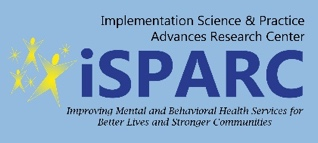 Implementation Science & Practice
Advances Research Center
iSPARC
Improving Mental and Behavioral Health Services for
Better Lives and Stronger Communities